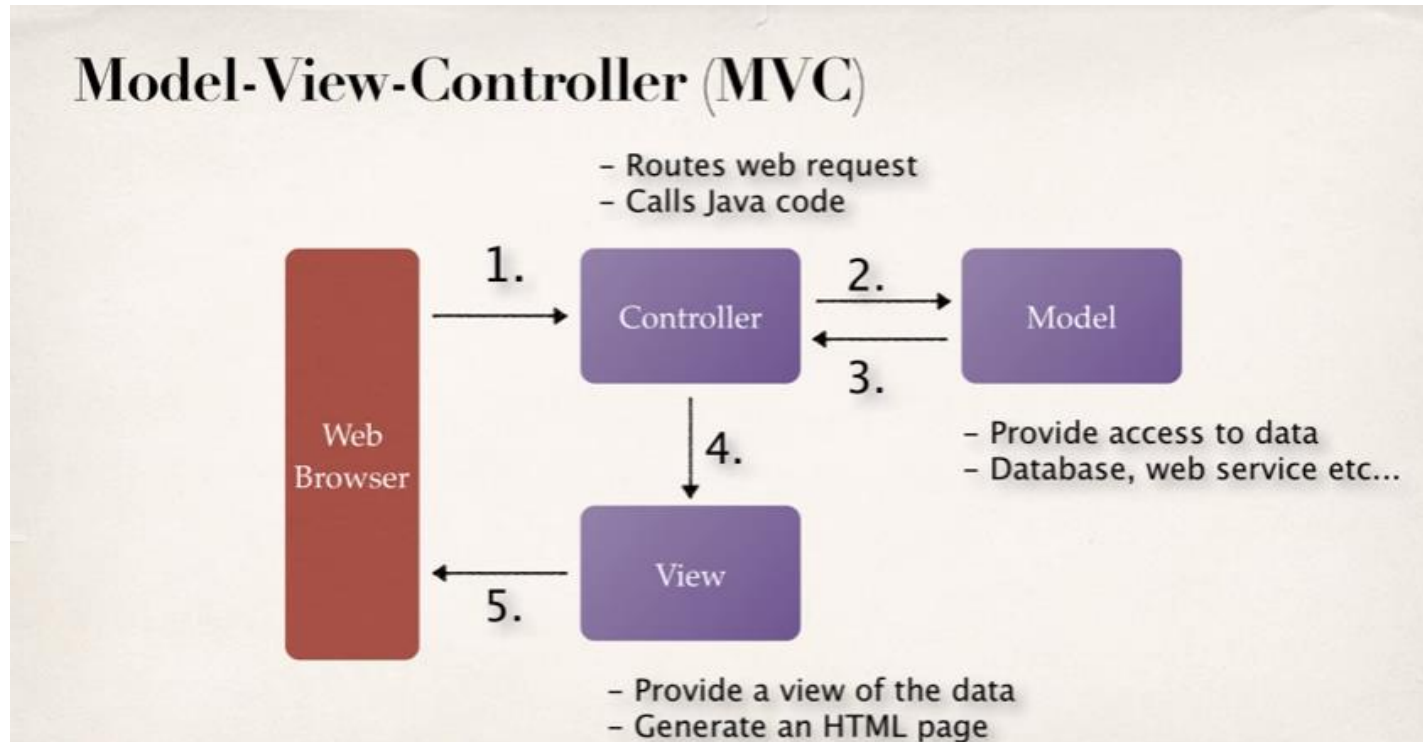 Model-View-Controller (MVC)
– Routes web request
– Calls Java code
1.
Controller
2.
3.
Model
Web
Browser
4.
– Provide access to data
– Database, web service etc...
View
5.
– Provide a view of the data
– Generate an HTML page